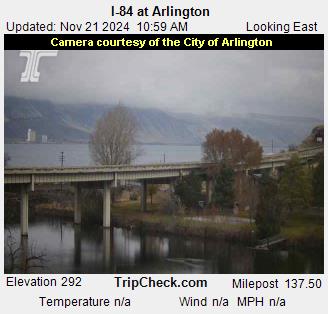 I-84 at Arlington
Updated: Nov 21 2024 10:59 AM Looking East
Camera courtesy of the City of Arlington
Elevation 292 TripCheck.com Milepost 137.50
Temperature n/a Wind n/a MPH n/a